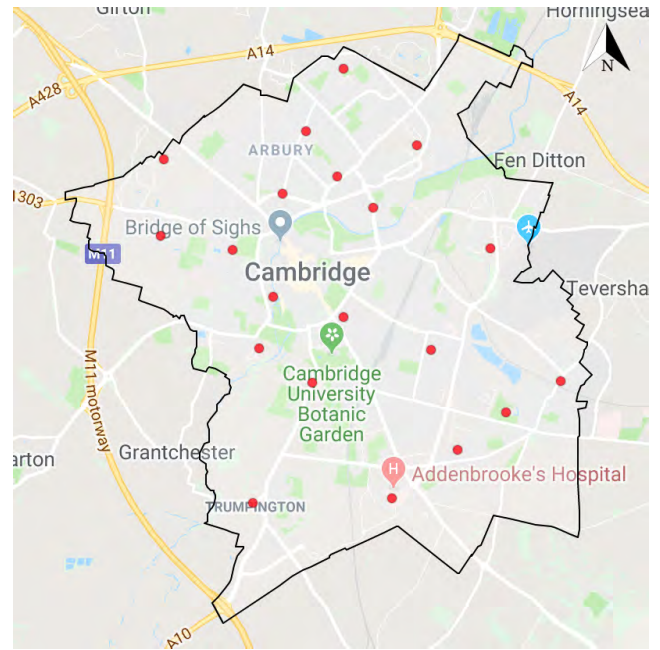 Girton
Horningsea
A14
N
A428
A14
ARBURY
Fen Ditton
1303
Bridge of Sighs
M11
Cambridge
Teversha
M11 motorway
Cambridge
University
Botanic
Garden
Grantchester
arton
H
Addenbrooke's Hospital
TRUMPINGTON
A10